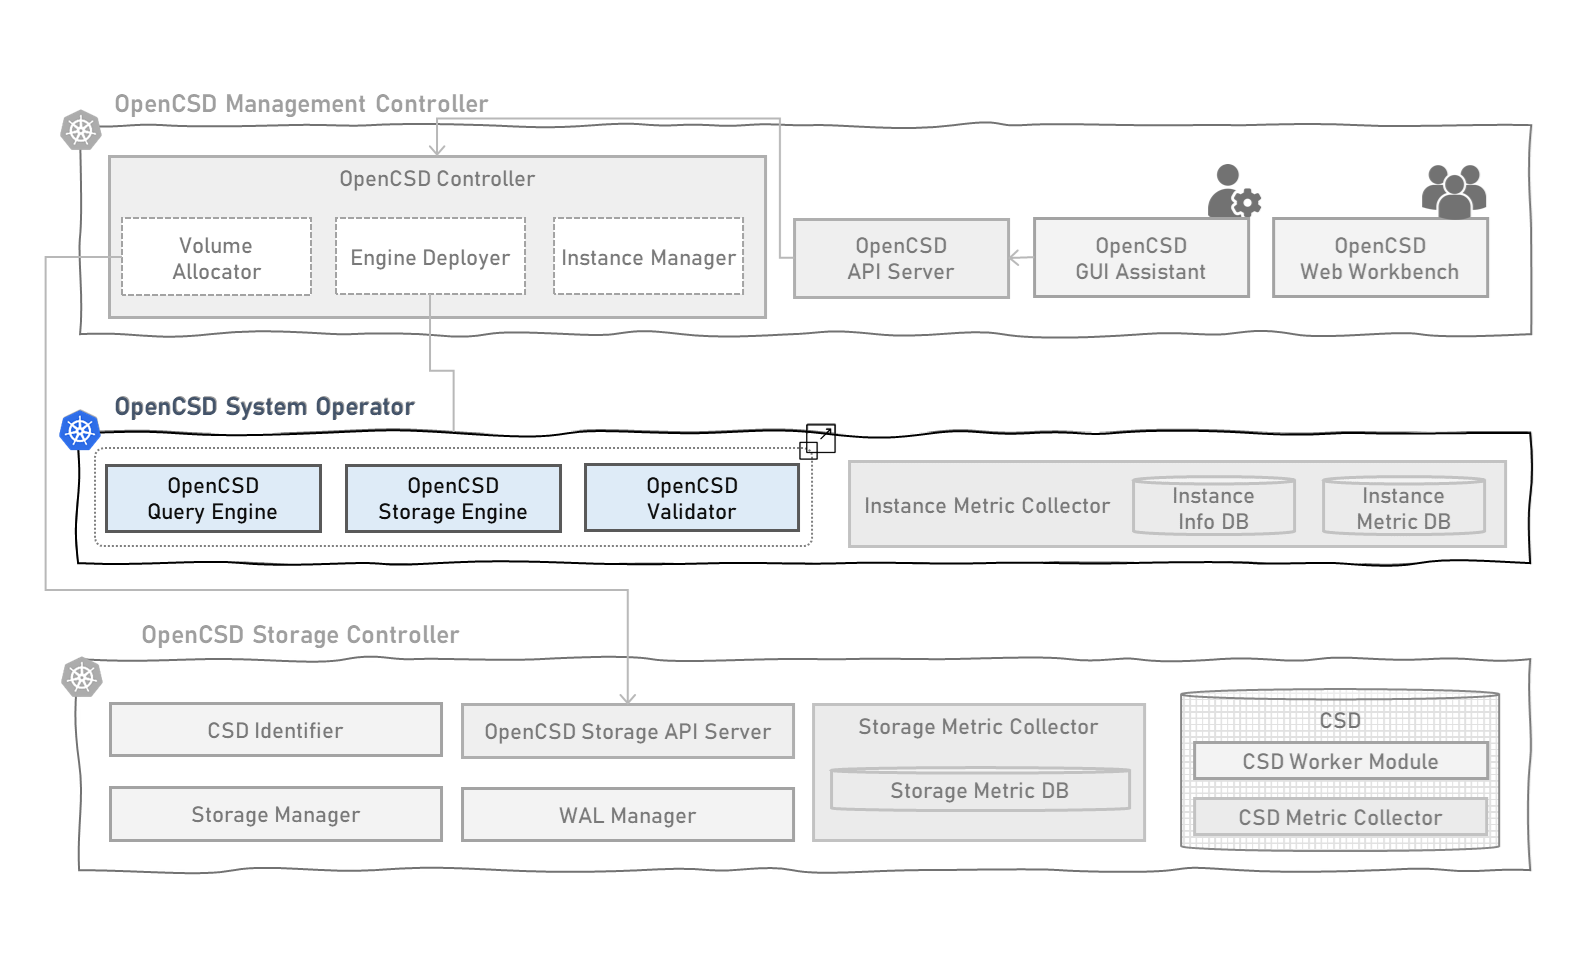 OpenCSD Management Controller
OpenCSD Controller
Volume
Allocator
Engine Deployer
Instance Manager
OpenCSD
API Server
OpenCSD
GUI Assistant
OpenCSD
Web Workbench
OpenCSD System Operator
OpenCSD
Query Engine
OpenCSD
Storage Engine
OpenCSD
Validator
Instance Metric Collector
Instance
Info DB
Instance
Metric DB
OpenCSD Storage Controller
CSD Identifier
OpenCSD Storage API Server
Storage Manager
WAL Manager
Storage Metric Collector
Storage Metric DB
CSD
CSD Worker Module
CSD Metric Collector